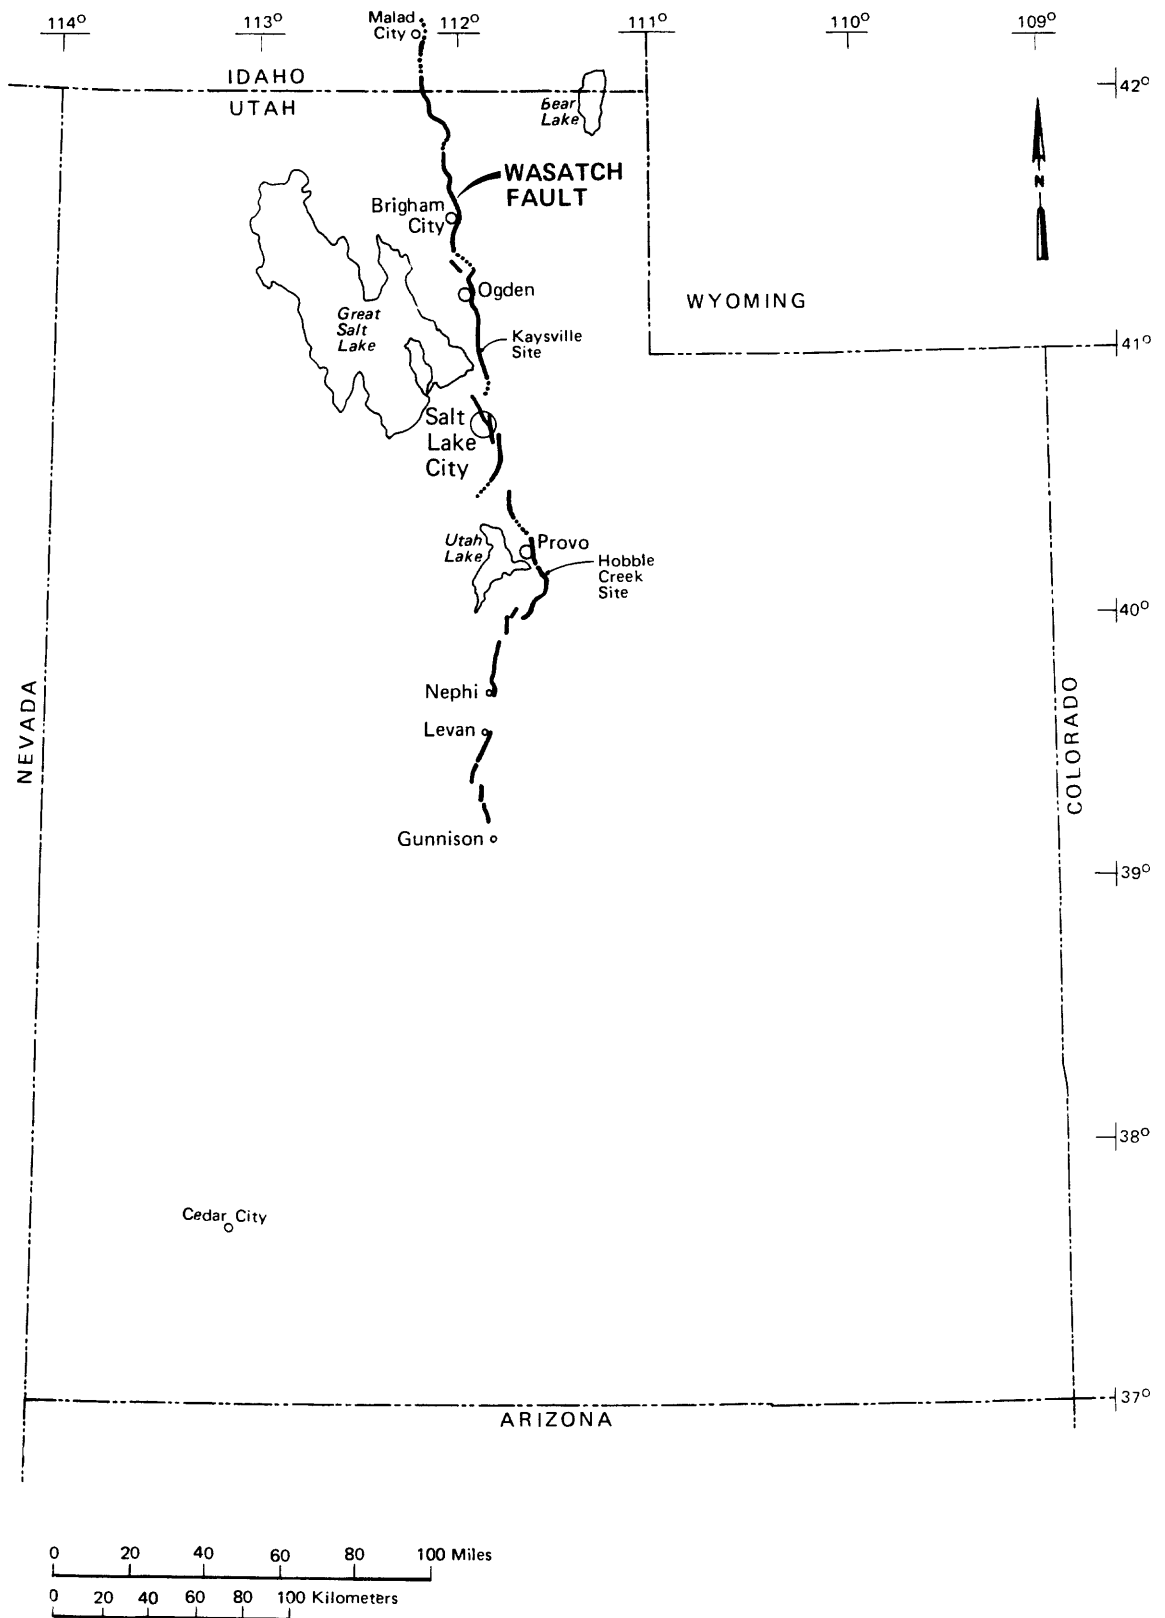 114° 113° 112° 111° 110° 109°
Malad
City
IDAHO
UTAH
Bear
Lake
42°
WASATCH
FAULT
N
Brigham
City
Ogden
WYOMING
Great
Salt
Lake
Kaysville
Site
41°
Salt
Lake
City
Utah
Lake
Provo
Hobble
Creek
Site
40°
Nephi
Levan
NEVADA
COLORADO
Gunnison
39°
38°
Cedar City
37°
ARIZONA
0 20 40 60 80 100 Miles
0 20 40 60 80 100 Kilometers